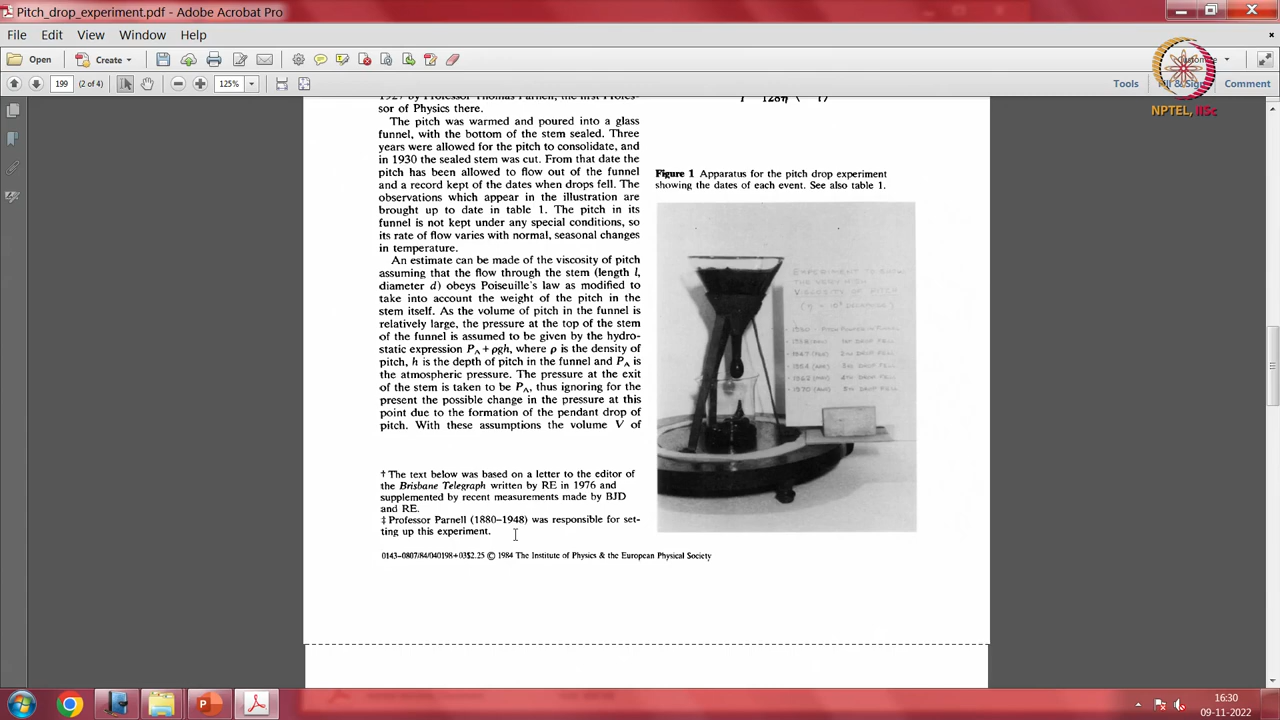 Pitch_drop_experiment.pdf - Adobe Acrobat Pro
File Edit View Window Help
Open Create
199 (2 of 4) 125% Tools Comment
NPTEL, IISc
sor of Physics there.
The pitch was warmed and poured into a glass
funnel, with the bottom of the stem sealed. Three
years were allowed for the pitch to consolidate, and
in 1930 the sealed stem was cut. From that date the
pitch has been allowed to flow out of the funnel
and a record kept of the dates when drops fell. The
observations which appear in the illustration are
brought up to date in table 1. The pitch in its
funnel is not kept under any special conditions, so
its rate of flow varies with normal, seasonal changes
in temperature.
An estimate can be made of the viscosity of pitch
assuming that the flow through the stem (length l,
diameter d) obeys Poiseuille's law as modified to
take into account the weight of the pitch in the
stem itself. As the volume of pitch in the funnel is
relatively large, the pressure at the top of the stem
of the funnel is assumed to be given by the hydro-
static expression PA + ρgh, where ρ is the density of
pitch, h is the depth of pitch in the funnel and PA is
the atmospheric pressure. The pressure at the exit
of the stem is taken to be PA, thus ignoring for the
present the possible change in the pressure at this
point due to the formation of the pendant drop of
pitch. With these assumptions the volume V of
† The text below was based on a letter to the editor of
the Brisbane Telegraph written by RE in 1976 and
supplemented by recent measurements made by BJD
and RE.
‡ Professor Parnell (1880–1948) was responsible for set-
ting up this experiment.
0143-0807/84/040198+03$2.25 © 1984 The Institute of Physics & the European Physical Society
Figure 1 Apparatus for the pitch drop experiment
showing the dates of each event. See also table 1.
VISCOSITY OF PITCH
16:30
09-11-2022